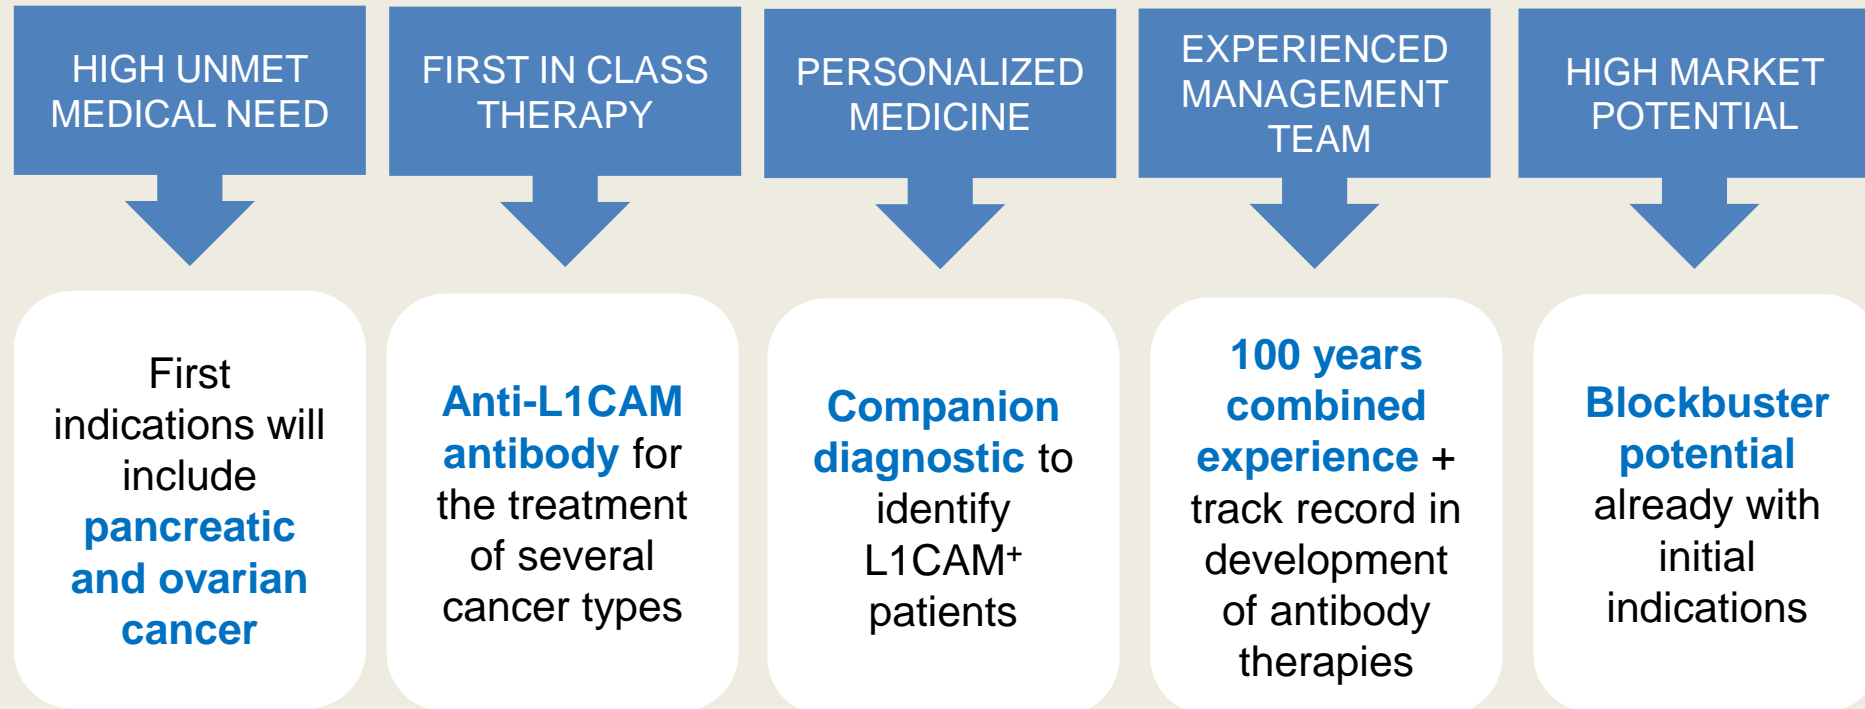 HIGH UNMET
MEDICAL NEED
First
indications will
include
pancreatic
and ovarian
cancer
FIRST IN CLASS
THERAPY
Anti-L1CAM
antibody for
the treatment
of several
cancer types
PERSONALIZED
MEDICINE
Companion
diagnostic to
identify
L1CAM⁺
patients
EXPERIENCED
MANAGEMENT
TEAM
100 years
combined
experience +
track record in
development
of antibody
therapies
HIGH MARKET
POTENTIAL
Blockbuster
potential
already with
initial
indications